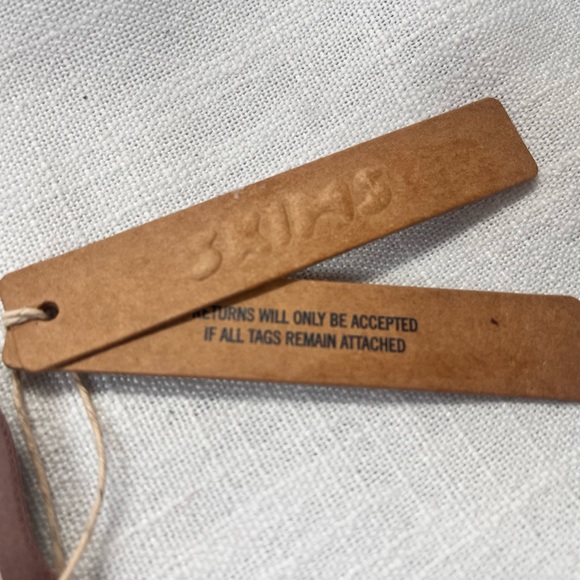 SKIMS
RETURNS WILL ONLY BE ACCEPTED
IF ALL TAGS REMAIN ATTACHED